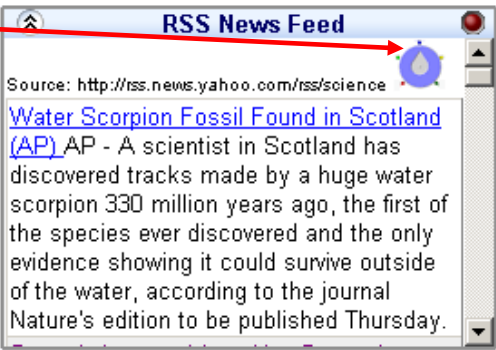 RSS News Feed
Source: http://rss.news.yahoo.com/rss/science
Water Scorpion Fossil Found in Scotland
(AP) AP - A scientist in Scotland has
discovered tracks made by a huge water
scorpion 330 million years ago, the first of
the species ever discovered and the only
evidence showing it could survive outside
of the water, according to the journal
Nature's edition to be published Thursday.